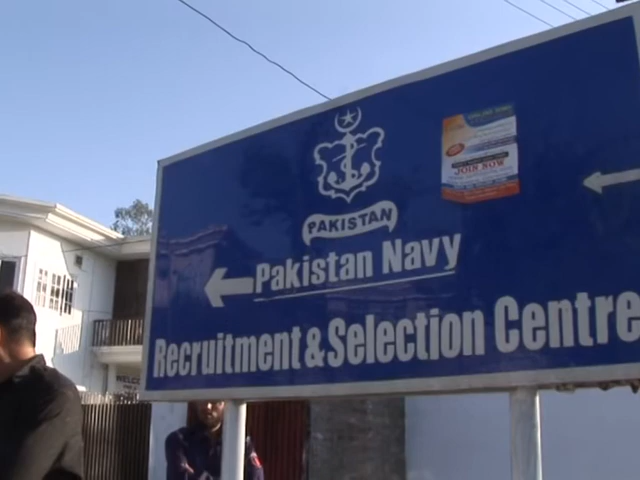 PAKISTAN
Pakistan Navy
Recruitment & Selection Centre
JOIN NOW